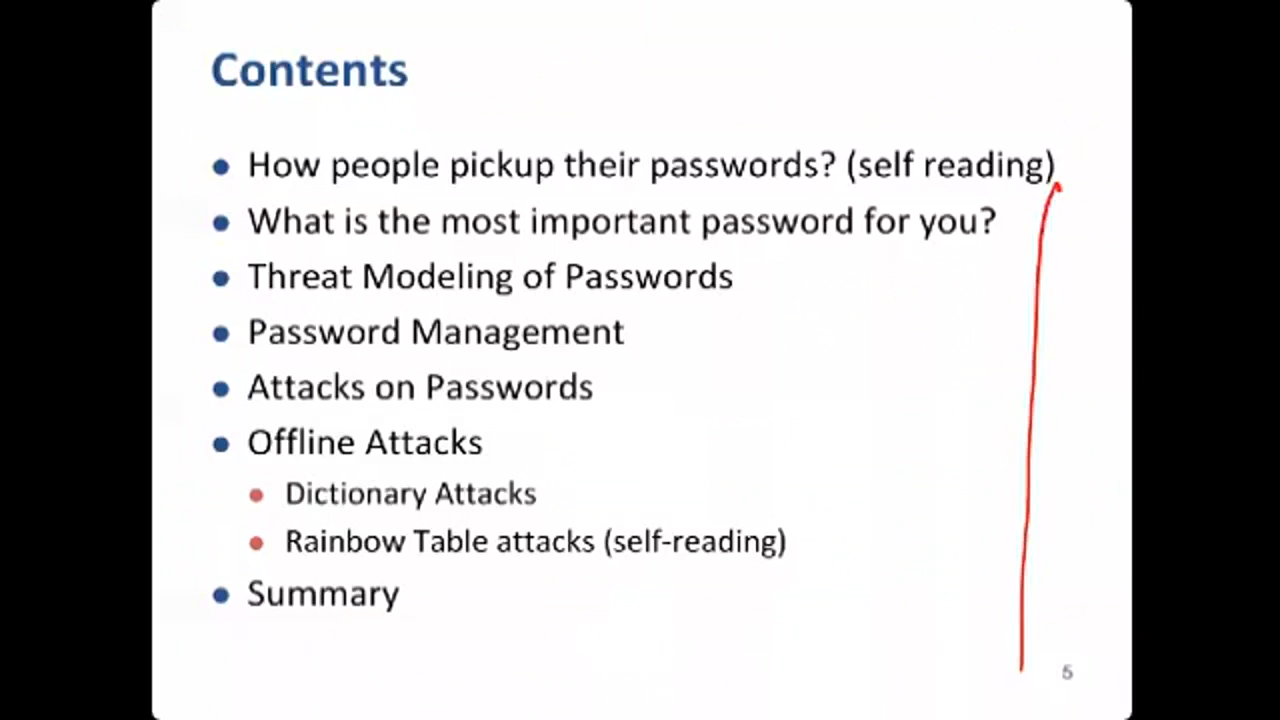 Contents
How people pickup their passwords? (self reading)
What is the most important password for you?
Threat Modeling of Passwords
Password Management
Attacks on Passwords
Offline Attacks
Dictionary Attacks
Rainbow Table attacks (self-reading)
Summary
5